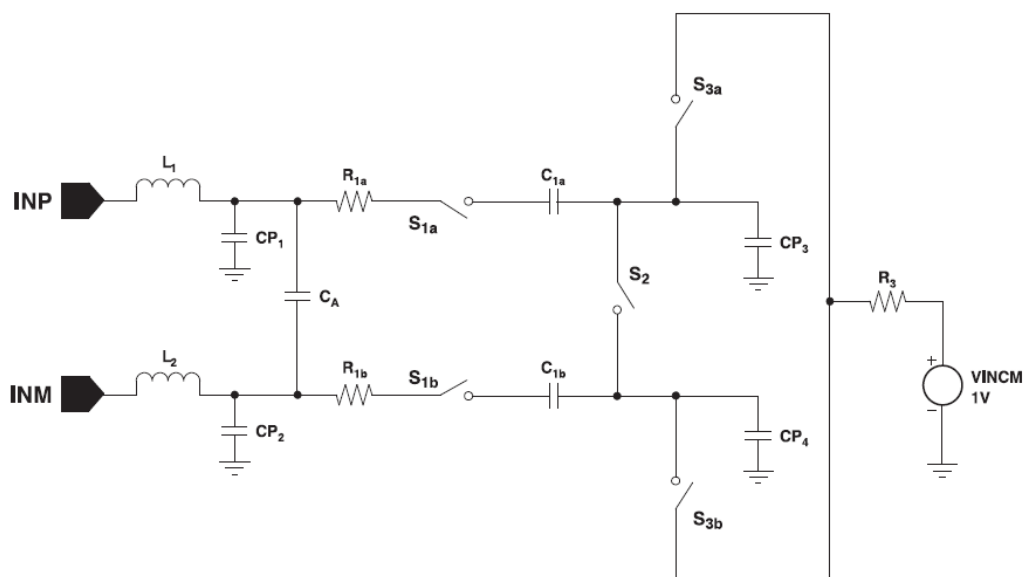 S3a
L1
INP
R1a
S1a
C1a
CP1
CP3
CA
S2
R3
L2
INM
R1b
S1b
C1b
CP2
CP4
S3b
+
VINCM
1V
−